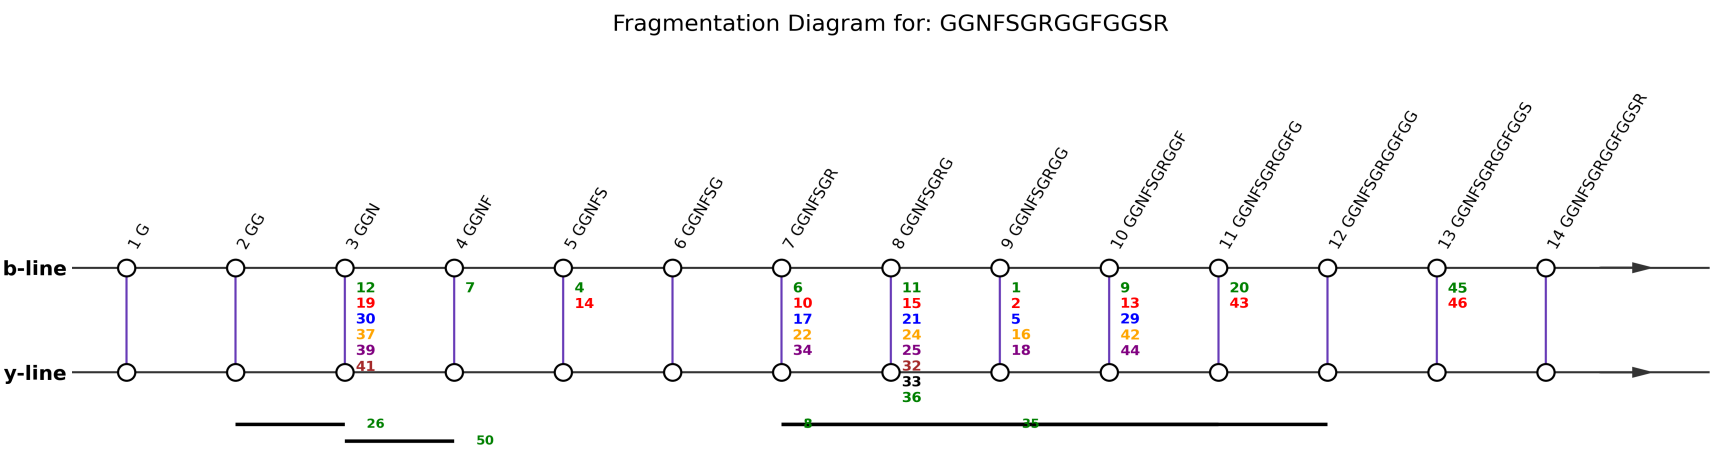 Fragmentation Diagram for: GGNFSGRGGFGGSR
1 G
2 GG
3 GGN
4 GGNF
5 GGNFS
6 GGNFSG
7 GGNFSGR
8 GGNFSGRG
9 GGNFSGRGG
10 GGNFSGRGGF
11 GGNFSGRGGFG
12 GGNFSGRGGFGG
13 GGNFSGRGGFGGS
14 GGNFSGRGGFGGSR
b-line
12 7 4 6 11 1 9 20 45
19 14 10 15 2 13 43 46
30 17 21 5 29
37 22 24 16 42
39 34 25 18 44
41 32
y-line
33
36
26 8 35
50